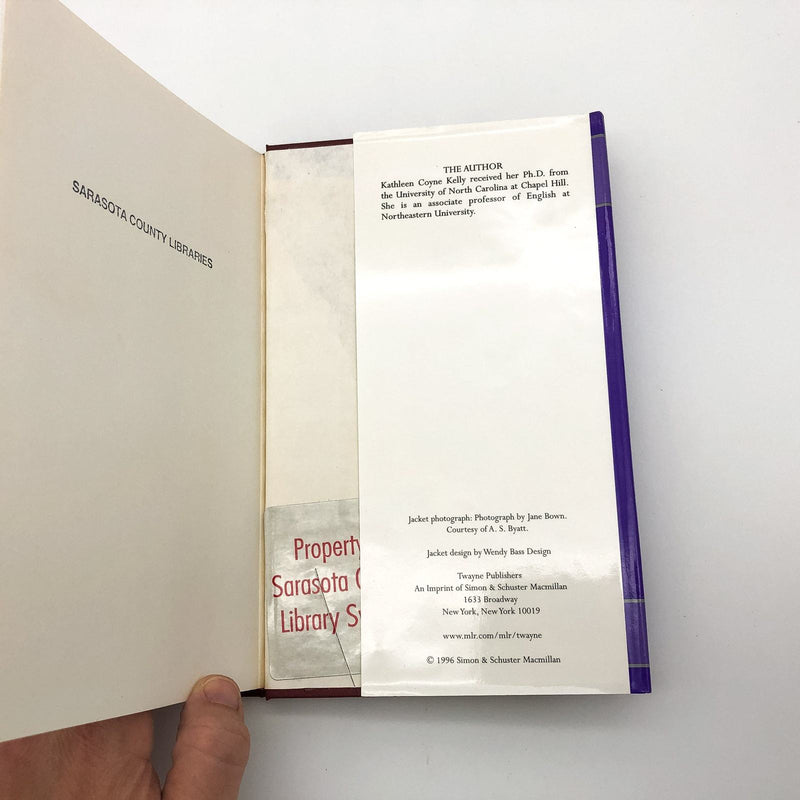 SARASOTA COUNTY LIBRARIES
Property
Sarasota
Library
THE AUTHOR
Kathleen Coyne Kelly received her Ph.D. from
the University of North Carolina at Chapel Hill.
She is an associate professor of English at
Northeastern University.
Jacket photograph: Photograph by Jane Bown.
Courtesy of A. S. Byatt.
Jacket design by Wendy Bass Design
Twayne Publishers
An Imprint of Simon & Schuster Macmillan
1633 Broadway
New York, New York 10019
www.mlr.com/mlr/twayne
© 1996 Simon & Schuster Macmillan